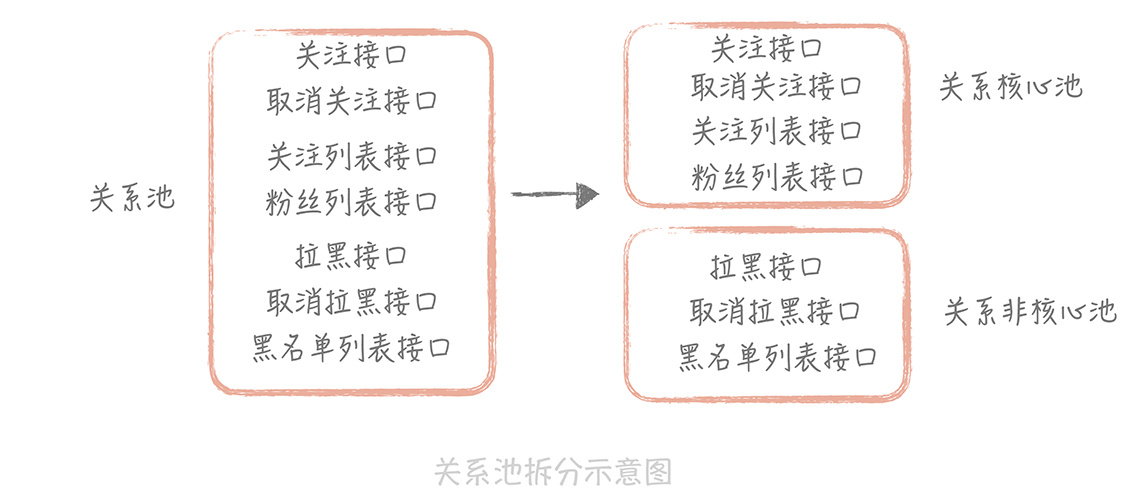 关系池
关注接口
取消关注接口
关注列表接口
粉丝列表接口
拉黑接口
取消拉黑接口
黑名单列表接口
关注接口
取消关注接口
关注列表接口
粉丝列表接口
关系核心池
拉黑接口
取消拉黑接口
黑名单列表接口
关系非核心池
关系池拆分示意图